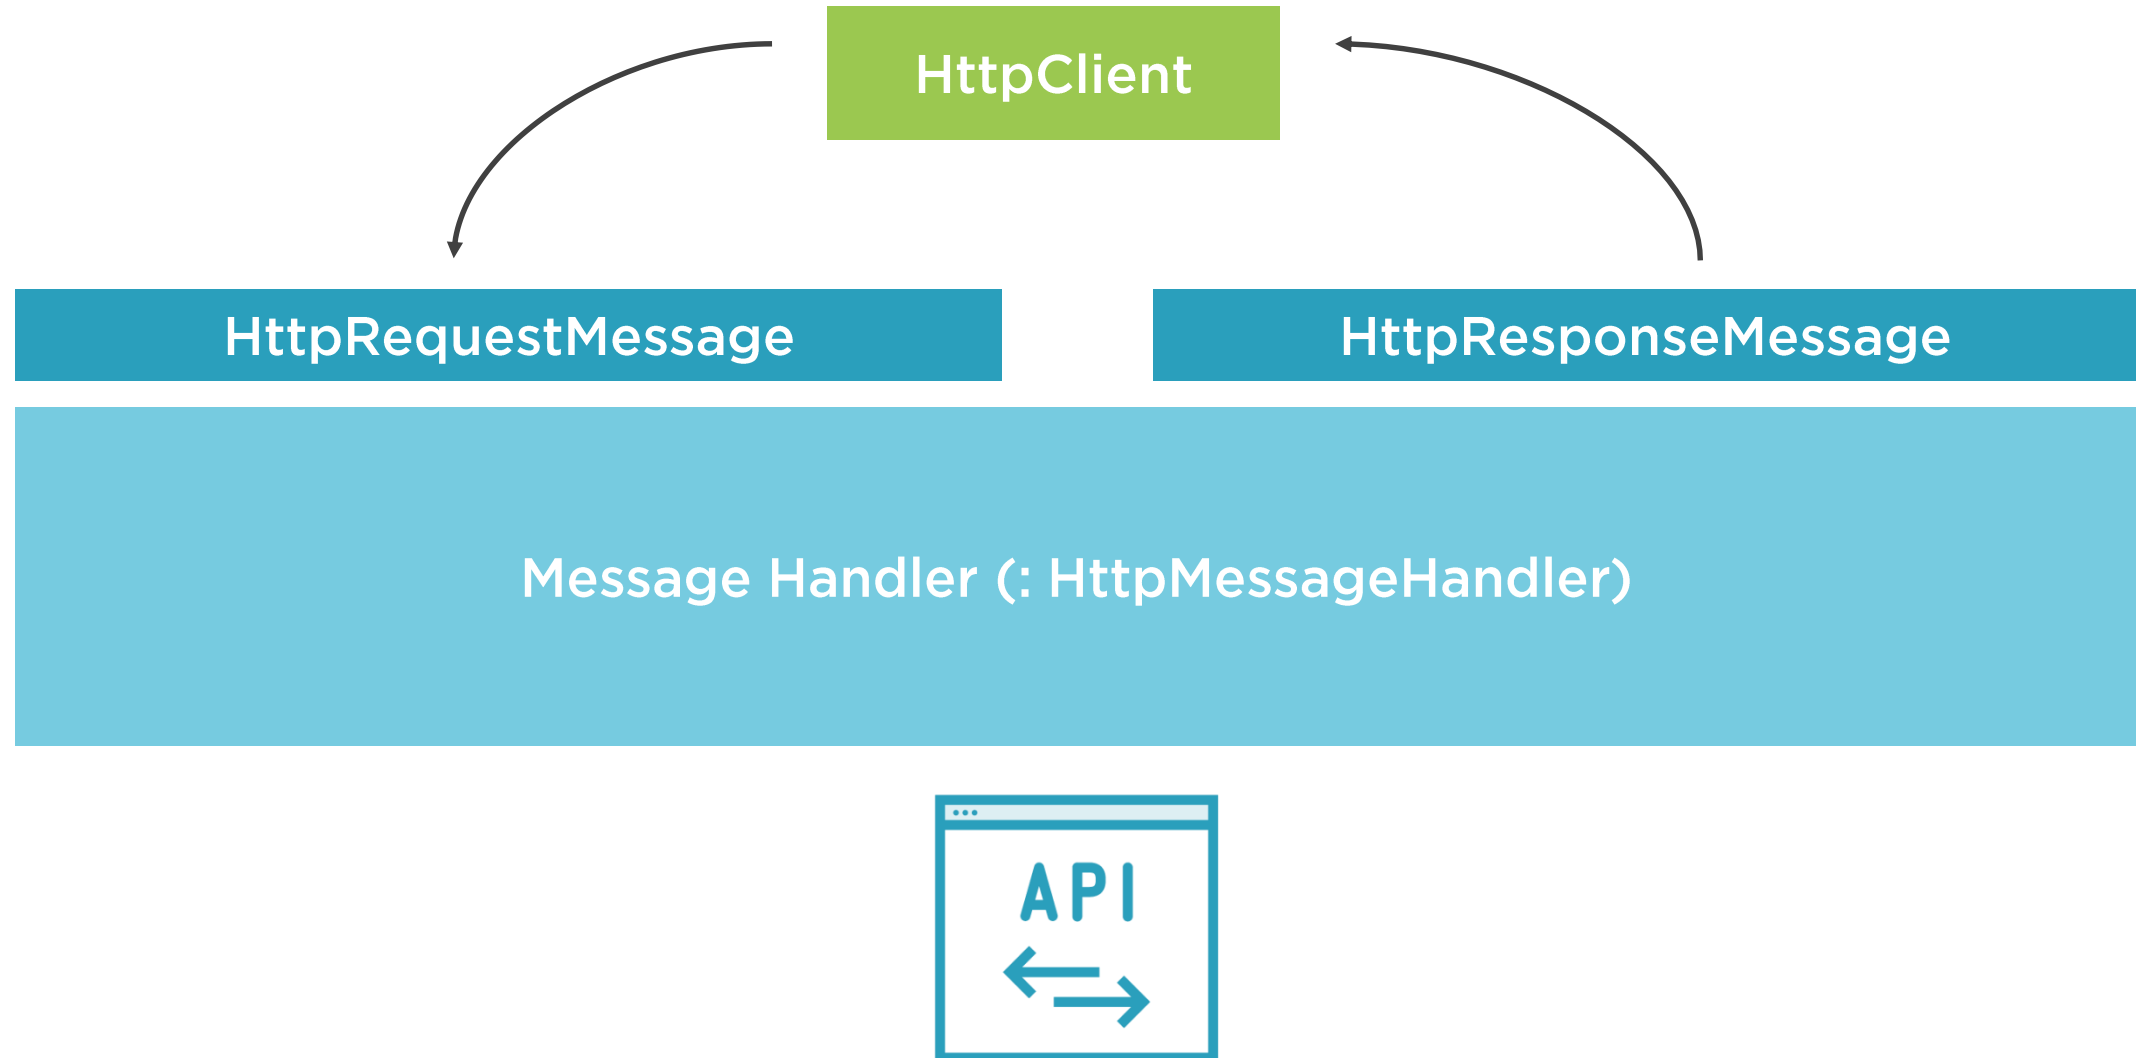 HttpClient
HttpRequestMessage
HttpResponseMessage
Message Handler (: HttpMessageHandler)
API